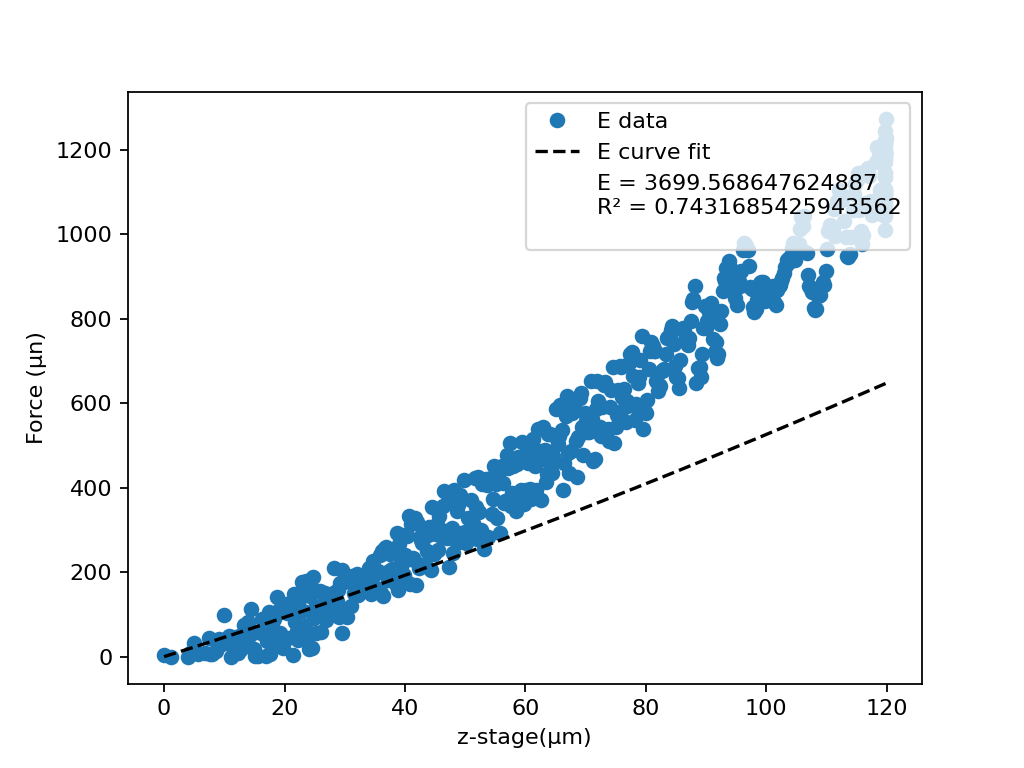 E data
E curve fit
E = 3699.568647624887
R² = 0.7431685425943562
1200
1000
800
600
400
200
0
Force (µn)
0 20 40 60 80 100 120
z-stage(µm)